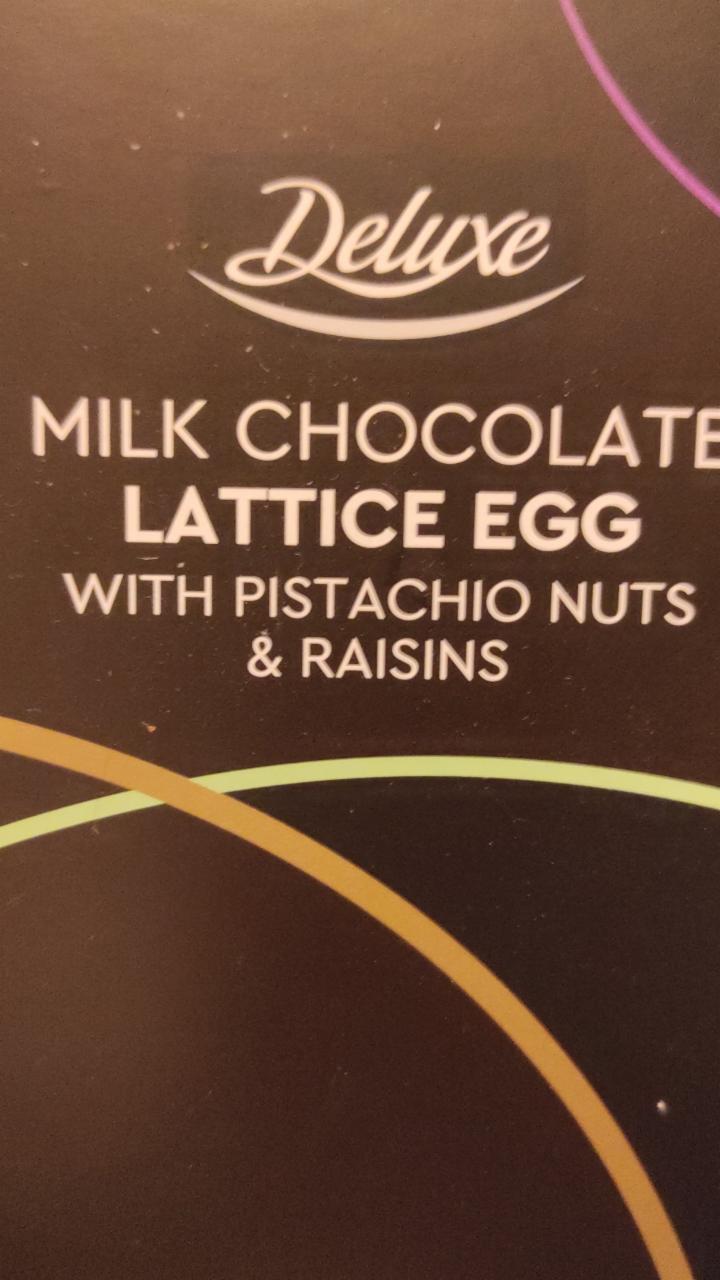 Deluxe
MILK CHOCOLATE
LATTICE EGG
WITH PISTACHIO NUTS
& RAISINS